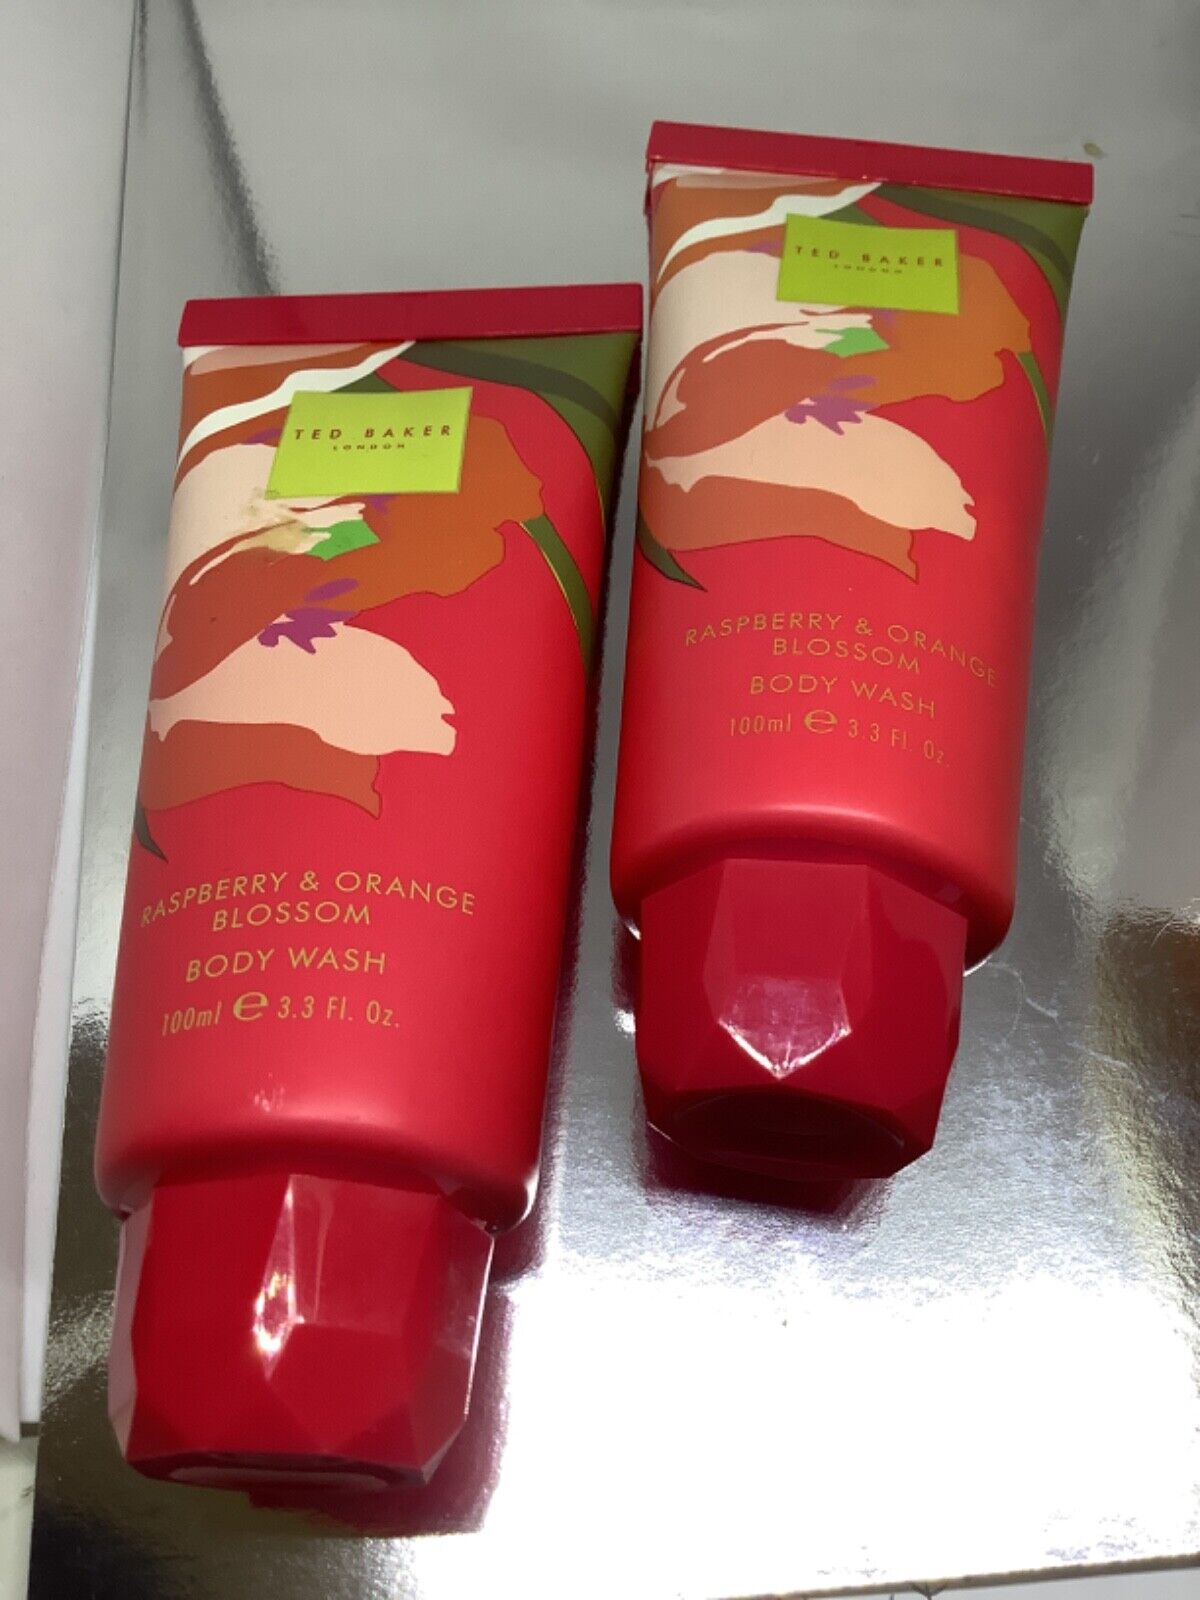 TED BAKER
LONDON
RASPBERRY & ORANGE
BLOSSOM
BODY WASH
100ml e 3.3 Fl. Oz.
TED BAKER
LONDON
RASPBERRY & ORANGE
BLOSSOM
BODY WASH
100ml e 3.3 Fl. Oz.